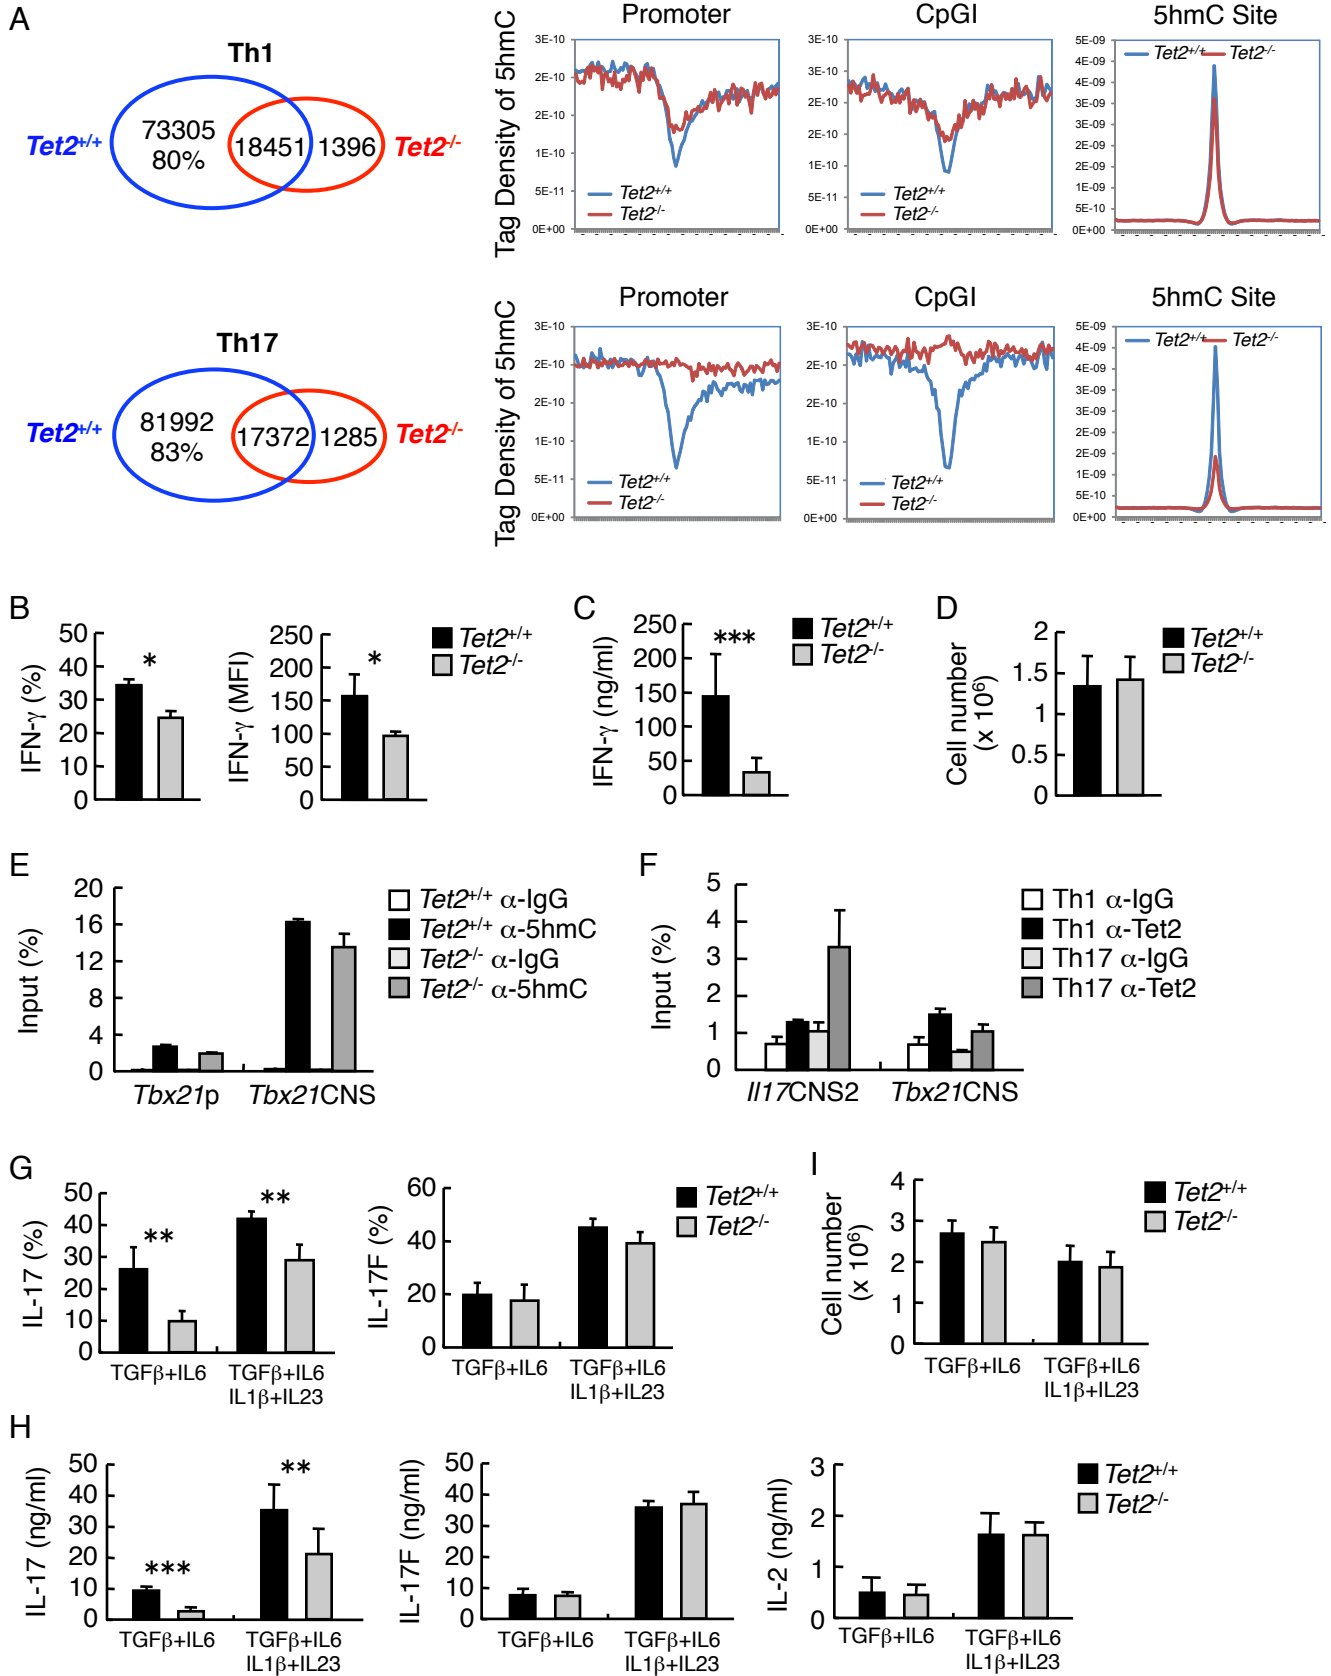 A
Th1
Tet2+/+
73305
80%
18451
1396
Tet2-/-
Promoter
CpGI
5hmC Site
Tag Density of 5hmC
3E-10
2E-10
2E-10
1E-10
5E-11
0E+00
Tet2+/+
Tet2-/-
3E-10
3E-10
2E-10
2E-10
1E-10
5E-11
0E+00
Tet2+/+
Tet2-/-
5E-09
4E-09
4E-09
3E-09
3E-09
2E-09
2E-09
1E-09
5E-10
0E+00
Tet2+/+
Tet2-/-
Th17
Tet2+/+
81992
83%
17372
1285
Tet2-/-
Promoter
CpGI
5hmC Site
Tag Density of 5hmC
3E-10
2E-10
2E-10
1E-10
5E-11
0E+00
Tet2+/+
Tet2-/-
3E-10
2E-10
2E-10
1E-10
5E-11
0E+00
Tet2+/+
Tet2-/-
5E-09
4E-09
4E-09
3E-09
3E-09
2E-09
2E-09
1E-09
5E-10
0E+00
Tet2+/+
Tet2-/-
B
IFN-γ (%)
50
40
30
20
10
0
*
IFN-γ (MFI)
250
200
150
100
50
0
*
Tet2+/+
Tet2-/-
C
IFN-γ (ng/ml)
250
200
150
100
50
0
***
Tet2+/+
Tet2-/-
D
Cell number
(x 10⁶)
2
1.5
1
0.5
0
Tet2+/+
Tet2-/-
E
Input (%)
20
16
12
8
4
0
Tbx21p
Tbx21CNS
Tet2+/+ α-IgG
Tet2+/+ α-5hmC
Tet2-/- α-IgG
Tet2-/- α-5hmC
F
Input (%)
5
4
3
2
1
0
Il17CNS2
Tbx21CNS
Th1 α-IgG
Th1 α-Tet2
Th17 α-IgG
Th17 α-Tet2
G
IL-17 (%)
50
40
30
20
10
0
**
**
TGFβ+IL6
TGFβ+IL6
IL1β+IL23
IL-17F (%)
60
40
20
0
TGFβ+IL6
TGFβ+IL6
IL1β+IL23
Tet2+/+
Tet2-/-
I
Cell number
(x 10⁶)
4
3
2
1
0
TGFβ+IL6
TGFβ+IL6
IL1β+IL23
Tet2+/+
Tet2-/-
H
IL-17 (ng/ml)
50
40
30
20
10
0
***
**
TGFβ+IL6
TGFβ+IL6
IL1β+IL23
IL-17F (ng/ml)
50
40
30
20
10
0
TGFβ+IL6
TGFβ+IL6
IL1β+IL23
IL-2 (ng/ml)
3
2
1
0
TGFβ+IL6
TGFβ+IL6
IL1β+IL23
Tet2+/+
Tet2-/-